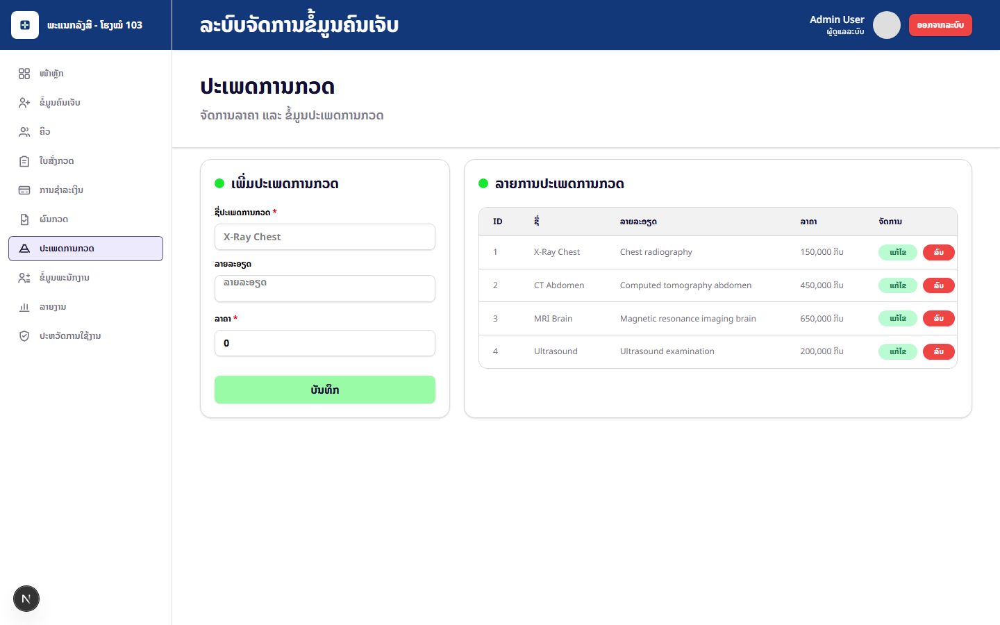 ພະແນກລັງສີ - ໂຮງໝໍ 103
ລະບົບຈັດການຂໍ້ມູນຄົນເຈັບ
Admin User
ຜູ້ດູແລລະບົບ
ອອກຈາກລະບົບ
ໜ້າຫຼັກ
ຂໍ້ມູນຄົນເຈັບ
ຄິວ
ໃບສັ່ງກວດ
ການຊຳລະເງິນ
ຜົນກວດ
ປະເພດການກວດ
ຂໍ້ມູນພະນັກງານ
ລາຍງານ
ປະຫວັດການໃຊ້ງານ
ປະເພດການກວດ
ຈັດການລາຄາ ແລະ ຂໍ້ມູນປະເພດການກວດ
ເພີ່ມປະເພດການກວດ
ຊື່ປະເພດການກວດ *
X-Ray Chest
ລາຍລະອຽດ
ລາຍລະອຽດ
ລາຄາ *
0
ບັນທຶກ
ລາຍການປະເພດການກວດ
ID ຊື່ ລາຍລະອຽດ ລາຄາ ຈັດການ
1 X-Ray Chest Chest radiography 150,000 ກີບ ແກ້ໄຂ ລຶບ
2 CT Abdomen Computed tomography abdomen 450,000 ກີບ ແກ້ໄຂ ລຶບ
3 MRI Brain Magnetic resonance imaging brain 650,000 ກີບ ແກ້ໄຂ ລຶບ
4 Ultrasound Ultrasound examination 200,000 ກີບ ແກ້ໄຂ ລຶບ
N